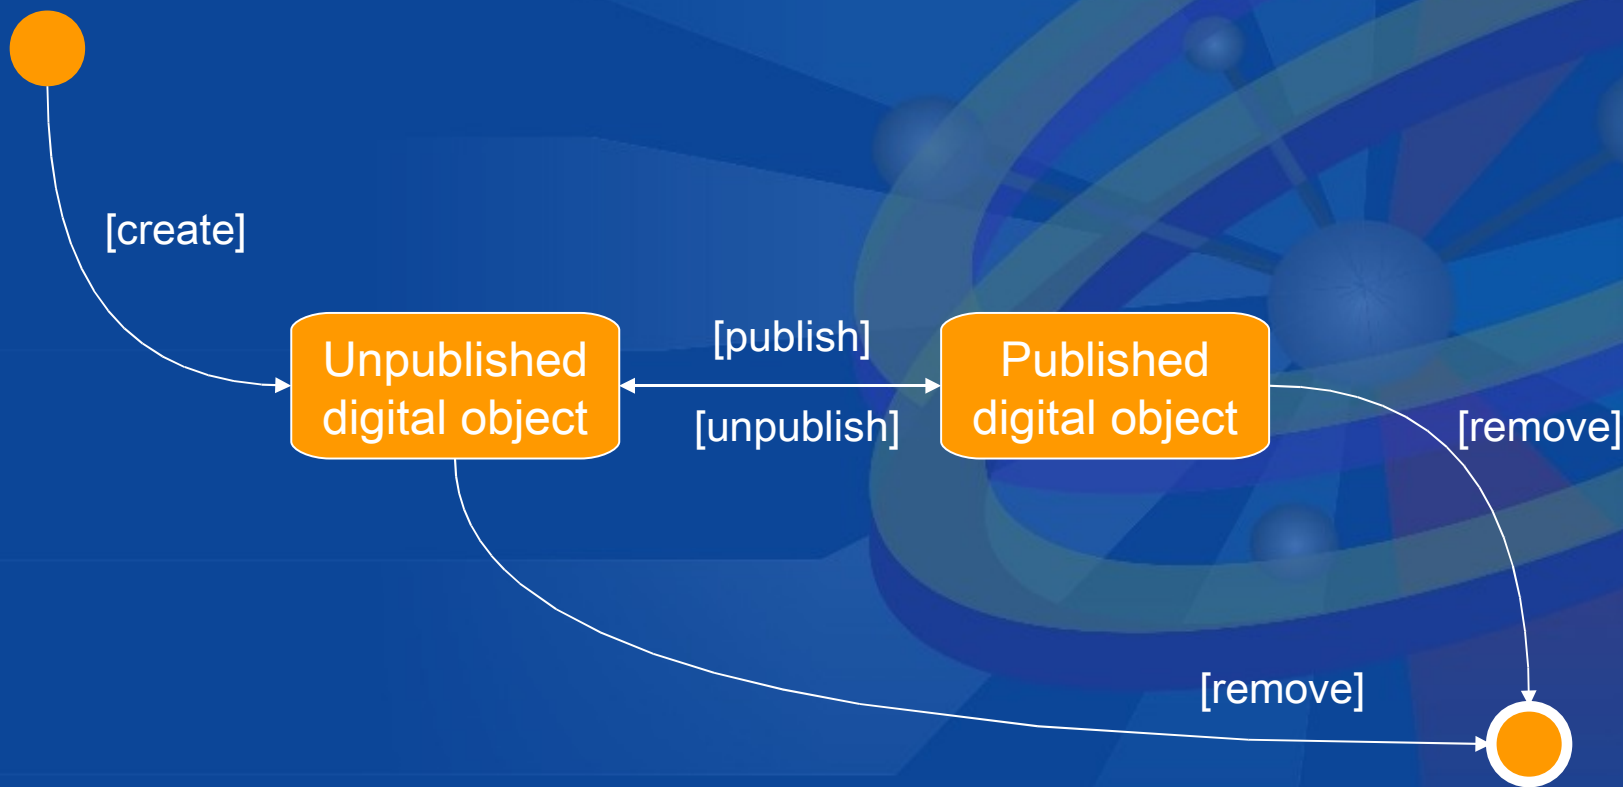 [create]
Unpublished
digital object
[publish]
[unpublish]
Published
digital object
[remove]
[remove]